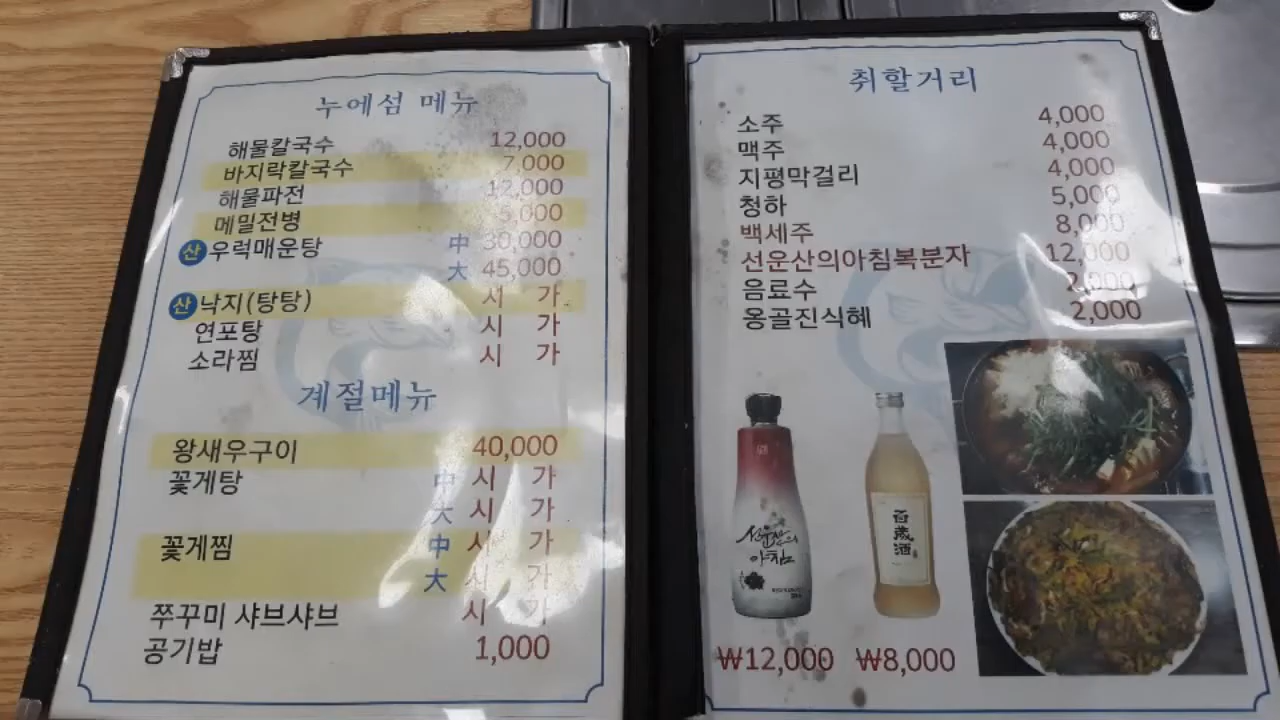 누에섬 메뉴
해물칼국수 12,000
바지락칼국수 7,000
해물파전 12,000
메밀전병 5,000
산 우럭매운탕 中 30,000
大 45,000
산 낙지(탕탕) 시 가
연포탕 시 가
소라찜 시 가
계절메뉴
왕새우구이 40,000
꽃게탕 中 시 가
大 시 가
꽃게찜 中 시 가
大 시 가
쭈꾸미 샤브샤브 시 가
공기밥 1,000
취할거리
소주 4,000
맥주 4,000
지평막걸리 4,000
청하 5,000
백세주 8,000
선운산의아침복분자 12,000
음료수 2,000
옹골진식혜 2,000
선운산의
아침
百歲酒
₩12,000 ₩8,000